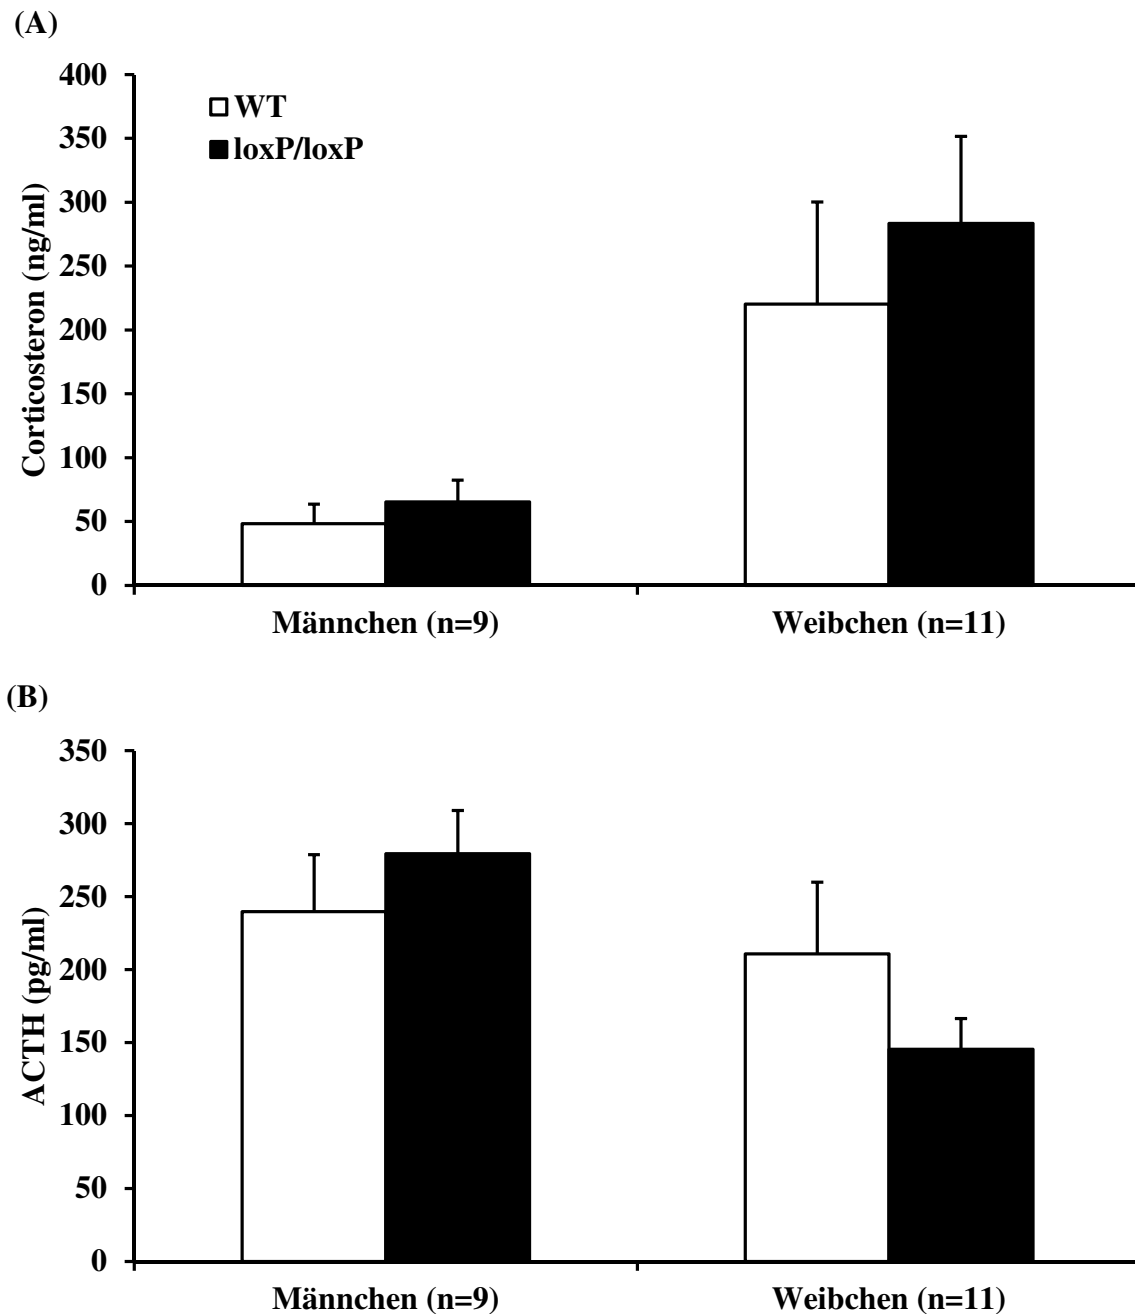 (A)
400
350
300
250
200
150
100
50
0
Corticosteron (ng/ml)
WT
loxP/loxP
Männchen (n=9)
Weibchen (n=11)
(B)
350
300
250
200
150
100
50
0
ACTH (pg/ml)
Männchen (n=9)
Weibchen (n=11)